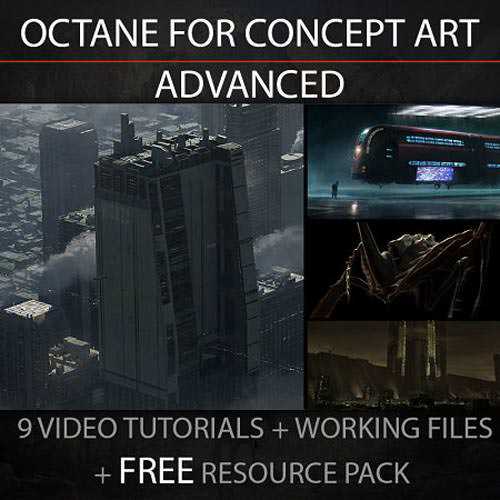 OCTANE FOR CONCEPT ART
ADVANCED
9 VIDEO TUTORIALS + WORKING FILES
+ FREE RESOURCE PACK